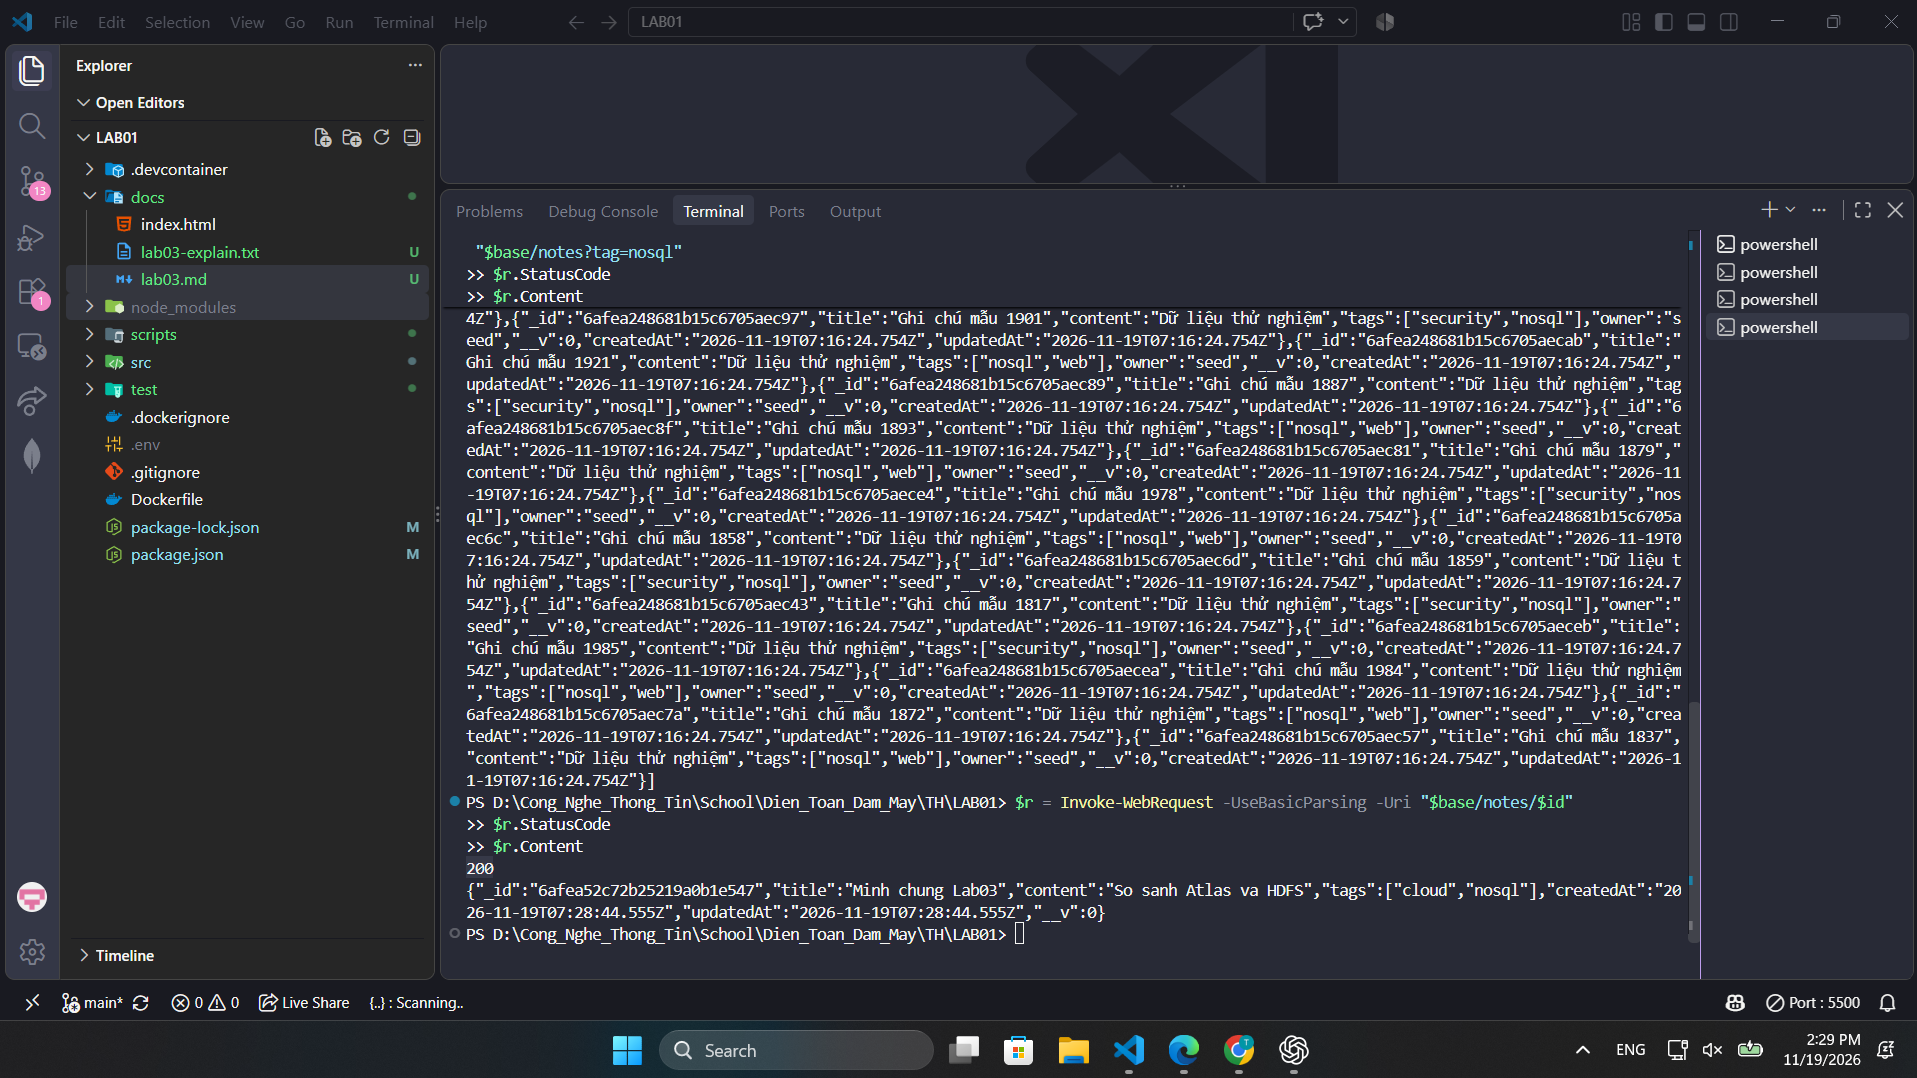 File Edit Selection View Go Run Terminal Help
LAB01
Explorer
Open Editors
LAB01
.devcontainer
docs
index.html
lab03-explain.txt U
lab03.md U
node_modules
scripts
src
test
.dockerignore
.env
.gitignore
Dockerfile
package-lock.json M
package.json M
Timeline
13
1
Problems Debug Console Terminal Ports Output
"$base/notes?tag=nosql"
>> $r.StatusCode
>> $r.Content
4Z"},{"_id":"6afea248681b15c6705aec97","title":"Ghi chú mẫu 1901","content":"Dữ liệu thử nghiệm","tags":["security","nosql"],"owner":"s
eed","__v":0,"createdAt":"2026-11-19T07:16:24.754Z","updatedAt":"2026-11-19T07:16:24.754Z"},{"_id":"6afea248681b15c6705aecab","title":"
Ghi chú mẫu 1921","content":"Dữ liệu thử nghiệm","tags":["nosql","web"],"owner":"seed","__v":0,"createdAt":"2026-11-19T07:16:24.754Z","
updatedAt":"2026-11-19T07:16:24.754Z"},{"_id":"6afea248681b15c6705aec89","title":"Ghi chú mẫu 1887","content":"Dữ liệu thử nghiệm","tag
s":["security","nosql"],"owner":"seed","__v":0,"createdAt":"2026-11-19T07:16:24.754Z","updatedAt":"2026-11-19T07:16:24.754Z"},{"_id":"6
afea248681b15c6705aec8f","title":"Ghi chú mẫu 1893","content":"Dữ liệu thử nghiệm","tags":["nosql","web"],"owner":"seed","__v":0,"creat
edAt":"2026-11-19T07:16:24.754Z","updatedAt":"2026-11-19T07:16:24.754Z"},{"_id":"6afea248681b15c6705aec81","title":"Ghi chú mẫu 1879","
content":"Dữ liệu thử nghiệm","tags":["nosql","web"],"owner":"seed","__v":0,"createdAt":"2026-11-19T07:16:24.754Z","updatedAt":"2026-11
-19T07:16:24.754Z"},{"_id":"6afea248681b15c6705aece4","title":"Ghi chú mẫu 1978","content":"Dữ liệu thử nghiệm","tags":["security","nos
ql"],"owner":"seed","__v":0,"createdAt":"2026-11-19T07:16:24.754Z","updatedAt":"2026-11-19T07:16:24.754Z"},{"_id":"6afea248681b15c6705a
ec6c","title":"Ghi chú mẫu 1858","content":"Dữ liệu thử nghiệm","tags":["nosql","web"],"owner":"seed","__v":0,"createdAt":"2026-11-19T0
7:16:24.754Z","updatedAt":"2026-11-19T07:16:24.754Z"},{"_id":"6afea248681b15c6705aec6d","title":"Ghi chú mẫu 1859","content":"Dữ liệu t
hử nghiệm","tags":["security","nosql"],"owner":"seed","__v":0,"createdAt":"2026-11-19T07:16:24.754Z","updatedAt":"2026-11-19T07:16:24.7
54Z"},{"_id":"6afea248681b15c6705aec43","title":"Ghi chú mẫu 1817","content":"Dữ liệu thử nghiệm","tags":["security","nosql"],"owner":"
seed","__v":0,"createdAt":"2026-11-19T07:16:24.754Z","updatedAt":"2026-11-19T07:16:24.754Z"},{"_id":"6afea248681b15c6705aeceb","title":
"Ghi chú mẫu 1985","content":"Dữ liệu thử nghiệm","tags":["security","nosql"],"owner":"seed","__v":0,"createdAt":"2026-11-19T07:16:24.7
54Z","updatedAt":"2026-11-19T07:16:24.754Z"},{"_id":"6afea248681b15c6705aecea","title":"Ghi chú mẫu 1984","content":"Dữ liệu thử nghiệm
","tags":["nosql","web"],"owner":"seed","__v":0,"createdAt":"2026-11-19T07:16:24.754Z","updatedAt":"2026-11-19T07:16:24.754Z"},{"_id":"
6afea248681b15c6705aec7a","title":"Ghi chú mẫu 1872","content":"Dữ liệu thử nghiệm","tags":["nosql","web"],"owner":"seed","__v":0,"crea
tedAt":"2026-11-19T07:16:24.754Z","updatedAt":"2026-11-19T07:16:24.754Z"},{"_id":"6afea248681b15c6705aec57","title":"Ghi chú mẫu 1837",
"content":"Dữ liệu thử nghiệm","tags":["nosql","web"],"owner":"seed","__v":0,"createdAt":"2026-11-19T07:16:24.754Z","updatedAt":"2026-1
1-19T07:16:24.754Z"}]
PS D:\Cong_Nghe_Thong_Tin\School\Dien_Toan_Dam_May\TH\LAB01> $r = Invoke-WebRequest -UseBasicParsing -Uri "$base/notes/$id"
>> $r.StatusCode
>> $r.Content
200
{"_id":"6afea52c72b25219a0b1e547","title":"Minh chung Lab03","content":"So sanh Atlas va HDFS","tags":["cloud","nosql"],"createdAt":"20
26-11-19T07:28:44.555Z","updatedAt":"2026-11-19T07:28:44.555Z","__v":0}
PS D:\Cong_Nghe_Thong_Tin\School\Dien_Toan_Dam_May\TH\LAB01>
powershell
powershell
powershell
powershell
main* 0 0 Live Share {..} : Scanning.. Port : 5500
Search
ENG
2:29 PM
11/19/2026